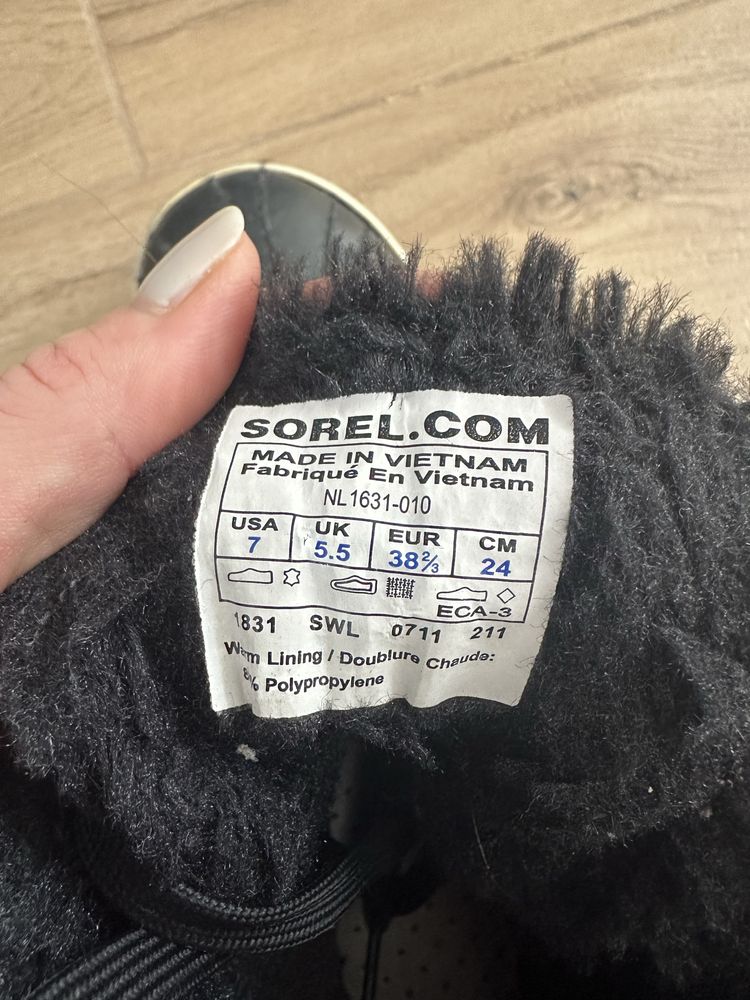 SOREL.COM
MADE IN VIETNAM
Fabriqué En Vietnam
NL1631-010
USA UK EUR CM
7 5.5 38⅔ 24
ECA-3
1831 SWL 0711 211
Warm Lining / Doublure Chaude:
Polypropylene